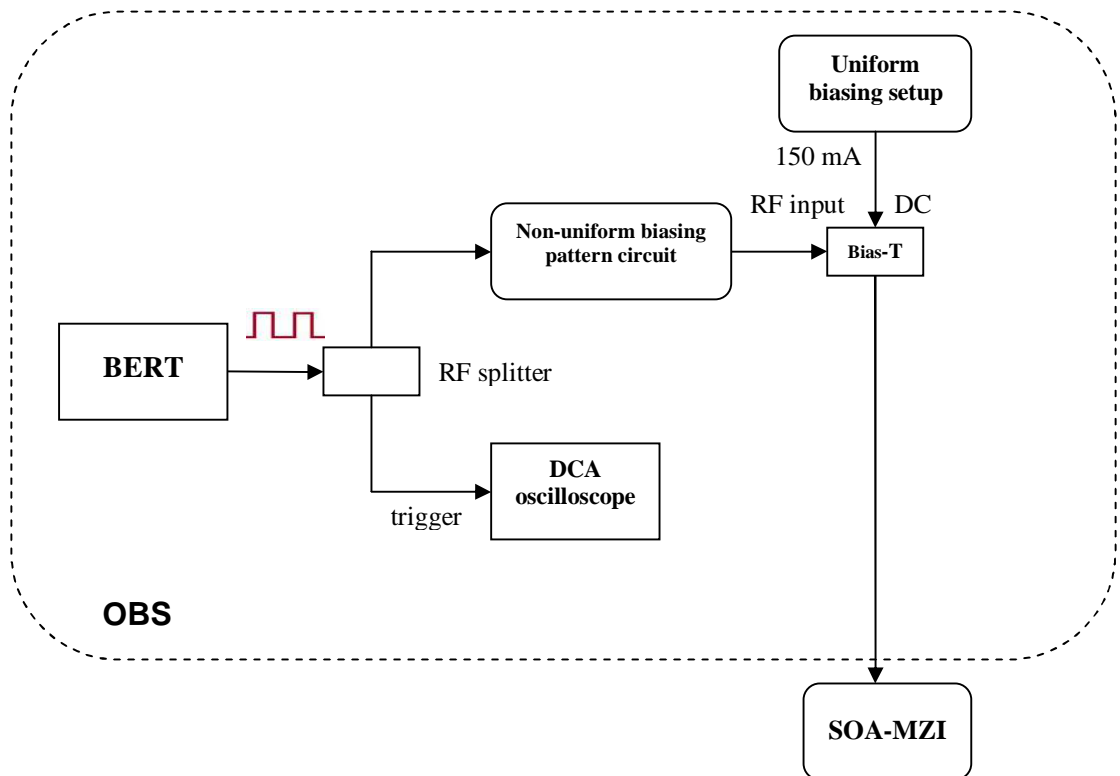 Uniform
biasing setup
150 mA
RF input
DC
Non-uniform biasing
pattern circuit
Bias-T
BERT
RF splitter
DCA
oscilloscope
trigger
OBS
SOA-MZI